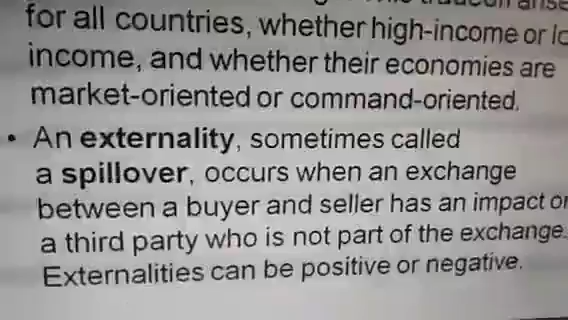 for all countries, whether high-income or
income, and whether their economies are
market-oriented or command-oriented.
• An externality, sometimes called
a spillover, occurs when an exchange
between a buyer and seller has an impact
a third party who is not part of the exchange.
Externalities can be positive or negative.